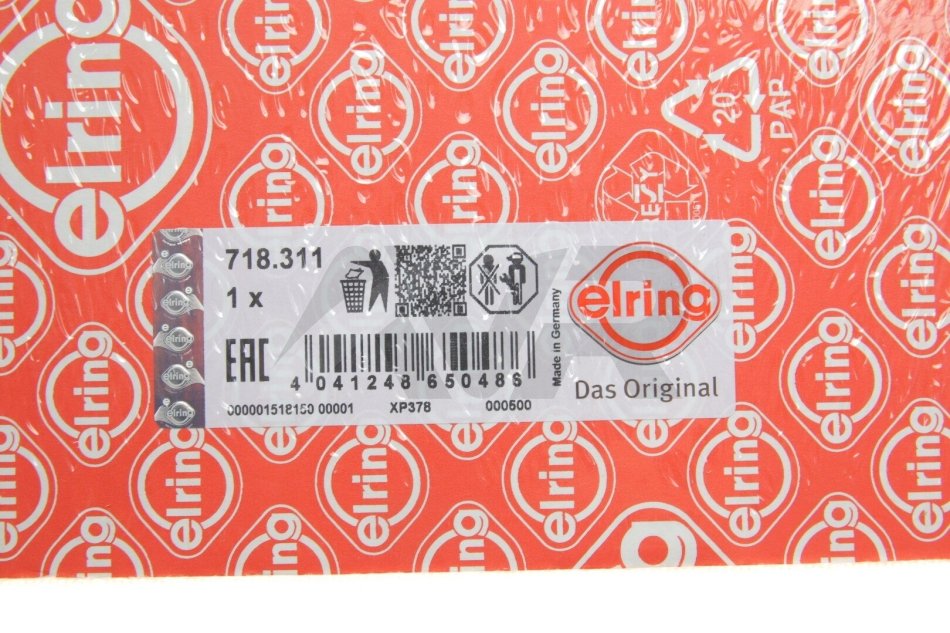 elring
20
PAP
718.311
1 x
EAC
4 041248 650486
000001518150 00001
XP378
000500
Made in Germany
elring
Das Original